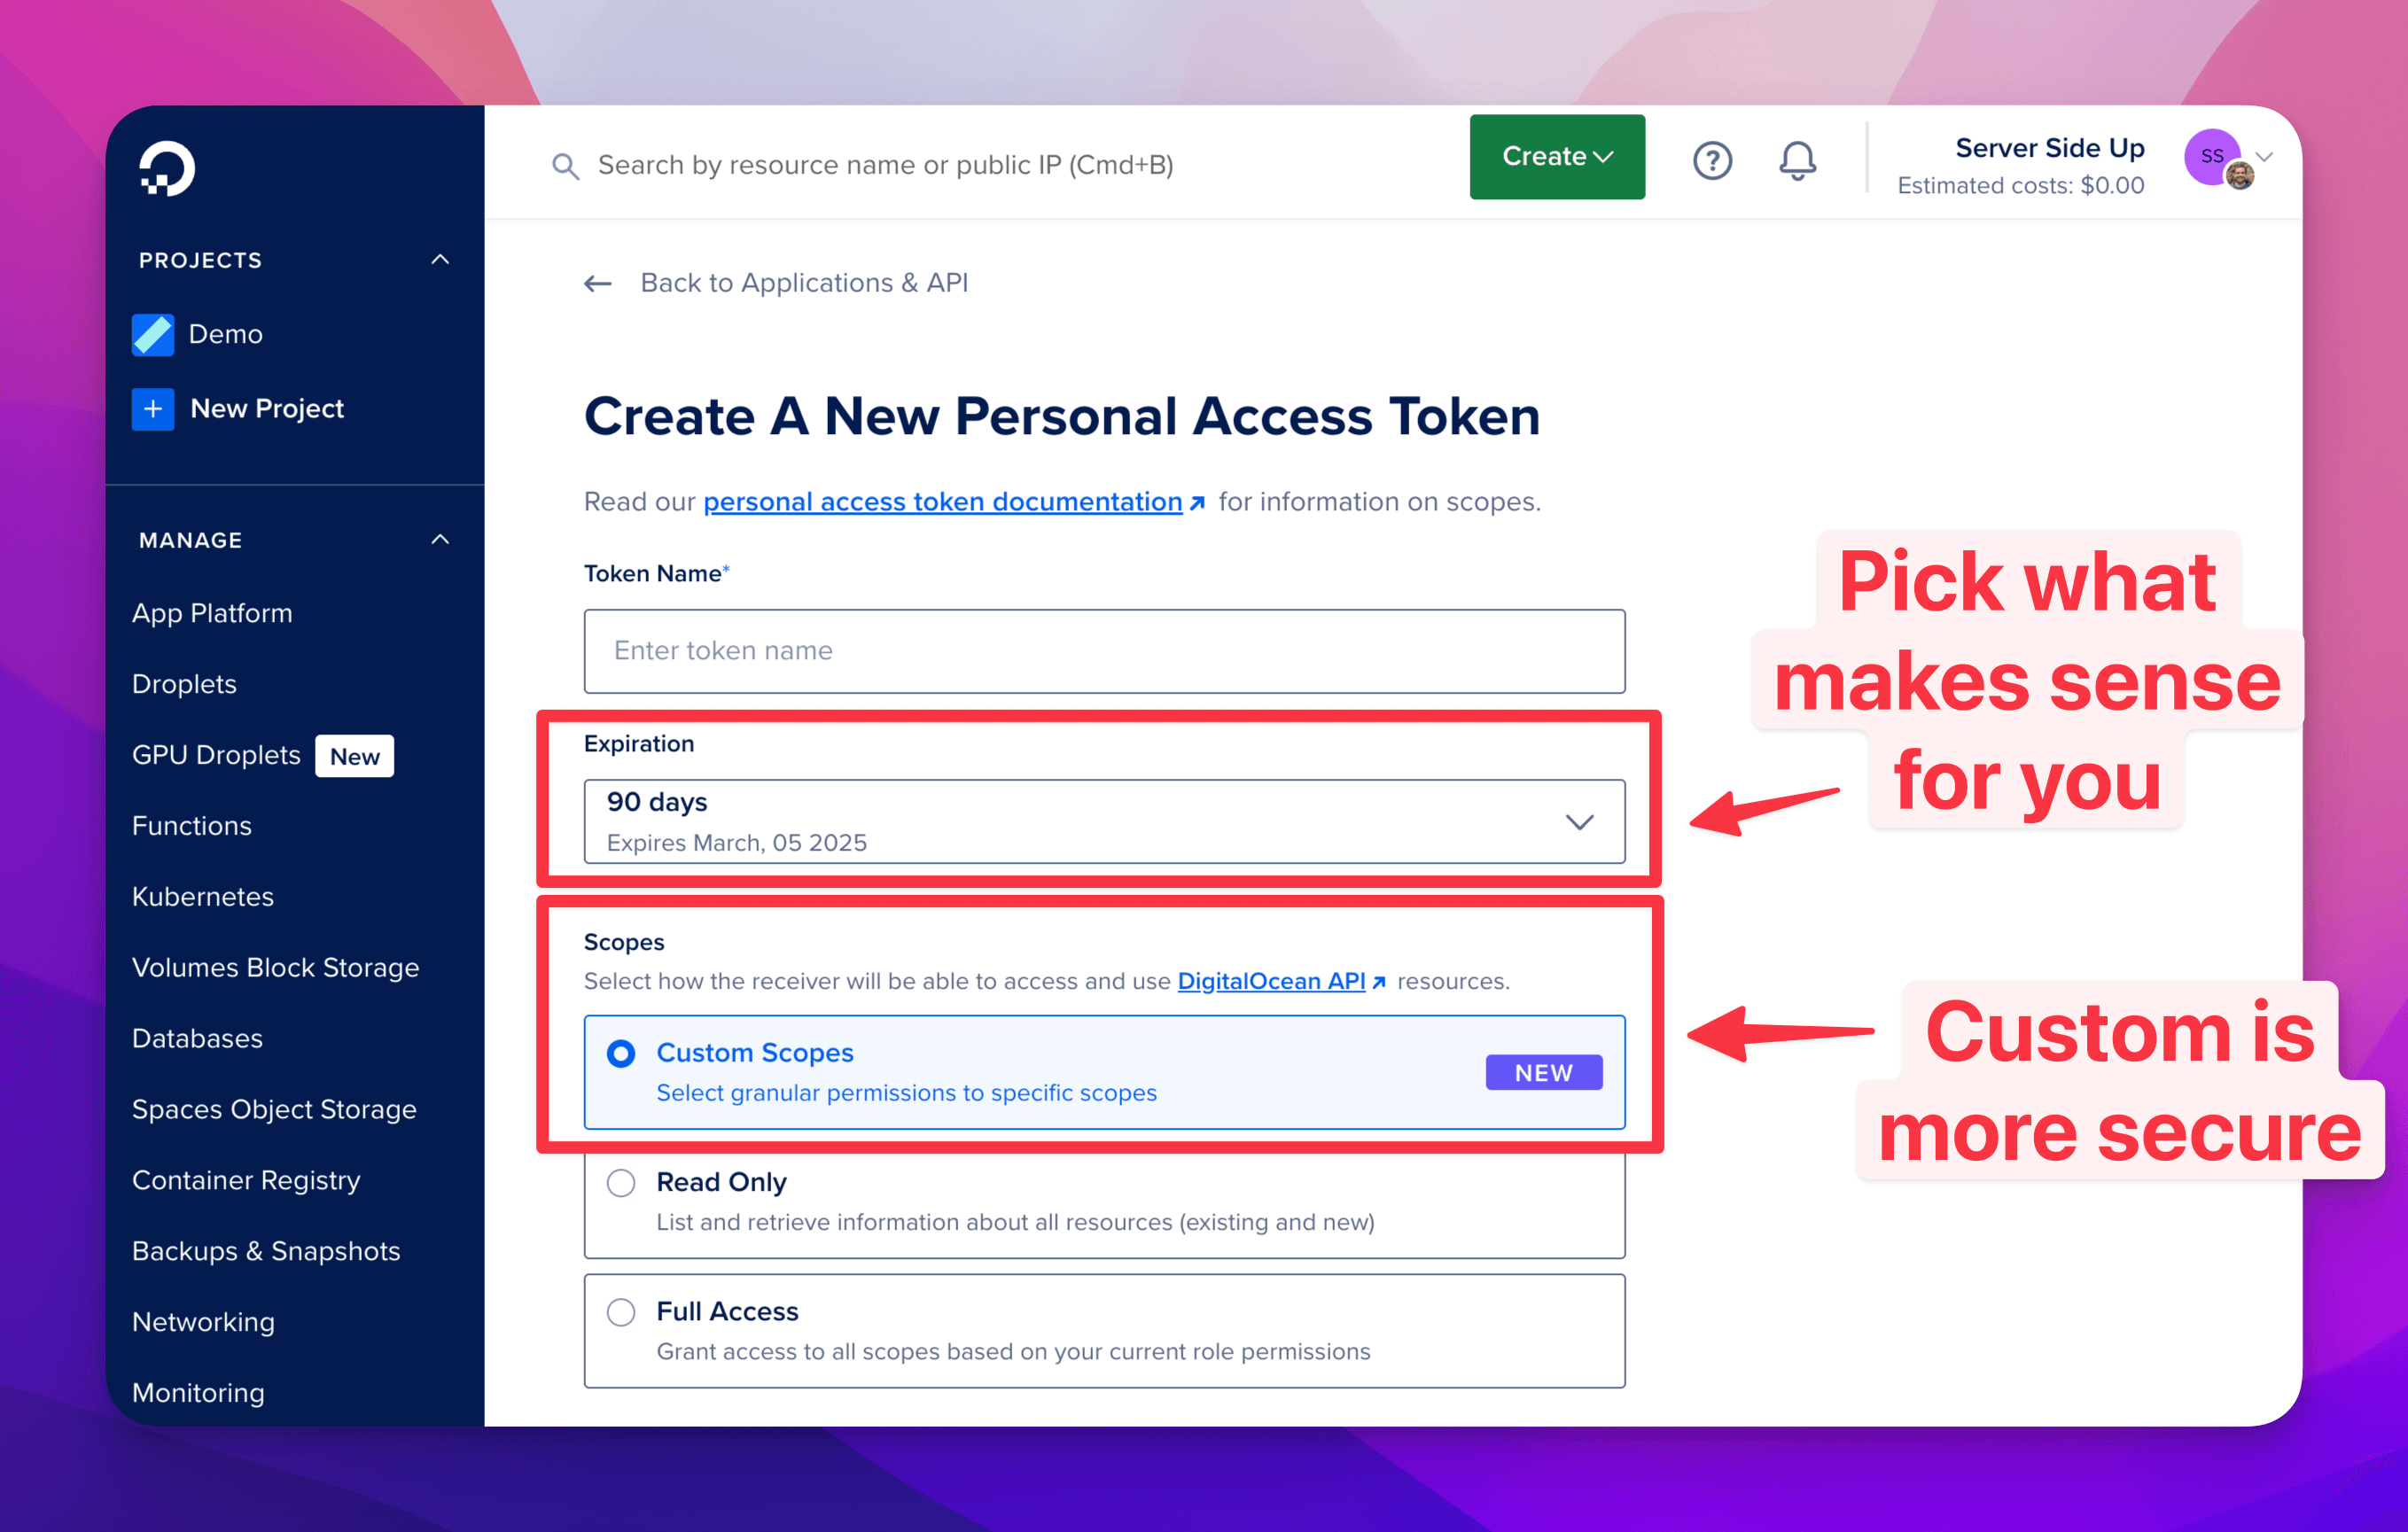 Search by resource name or public IP (Cmd+B)
Create
Server Side Up
Estimated costs: $0.00
SS
PROJECTS
Demo
New Project
MANAGE
App Platform
Droplets
GPU Droplets New
Functions
Kubernetes
Volumes Block Storage
Databases
Spaces Object Storage
Container Registry
Backups & Snapshots
Networking
Monitoring
Back to Applications & API
Create A New Personal Access Token
Read our personal access token documentation for information on scopes.
Token Name*
Enter token name
Expiration
90 days
Expires March, 05 2025
Pick what
makes sense
for you
Scopes
Select how the receiver will be able to access and use DigitalOcean API resources.
Custom Scopes
Select granular permissions to specific scopes
NEW
Custom is
more secure
Read Only
List and retrieve information about all resources (existing and new)
Full Access
Grant access to all scopes based on your current role permissions